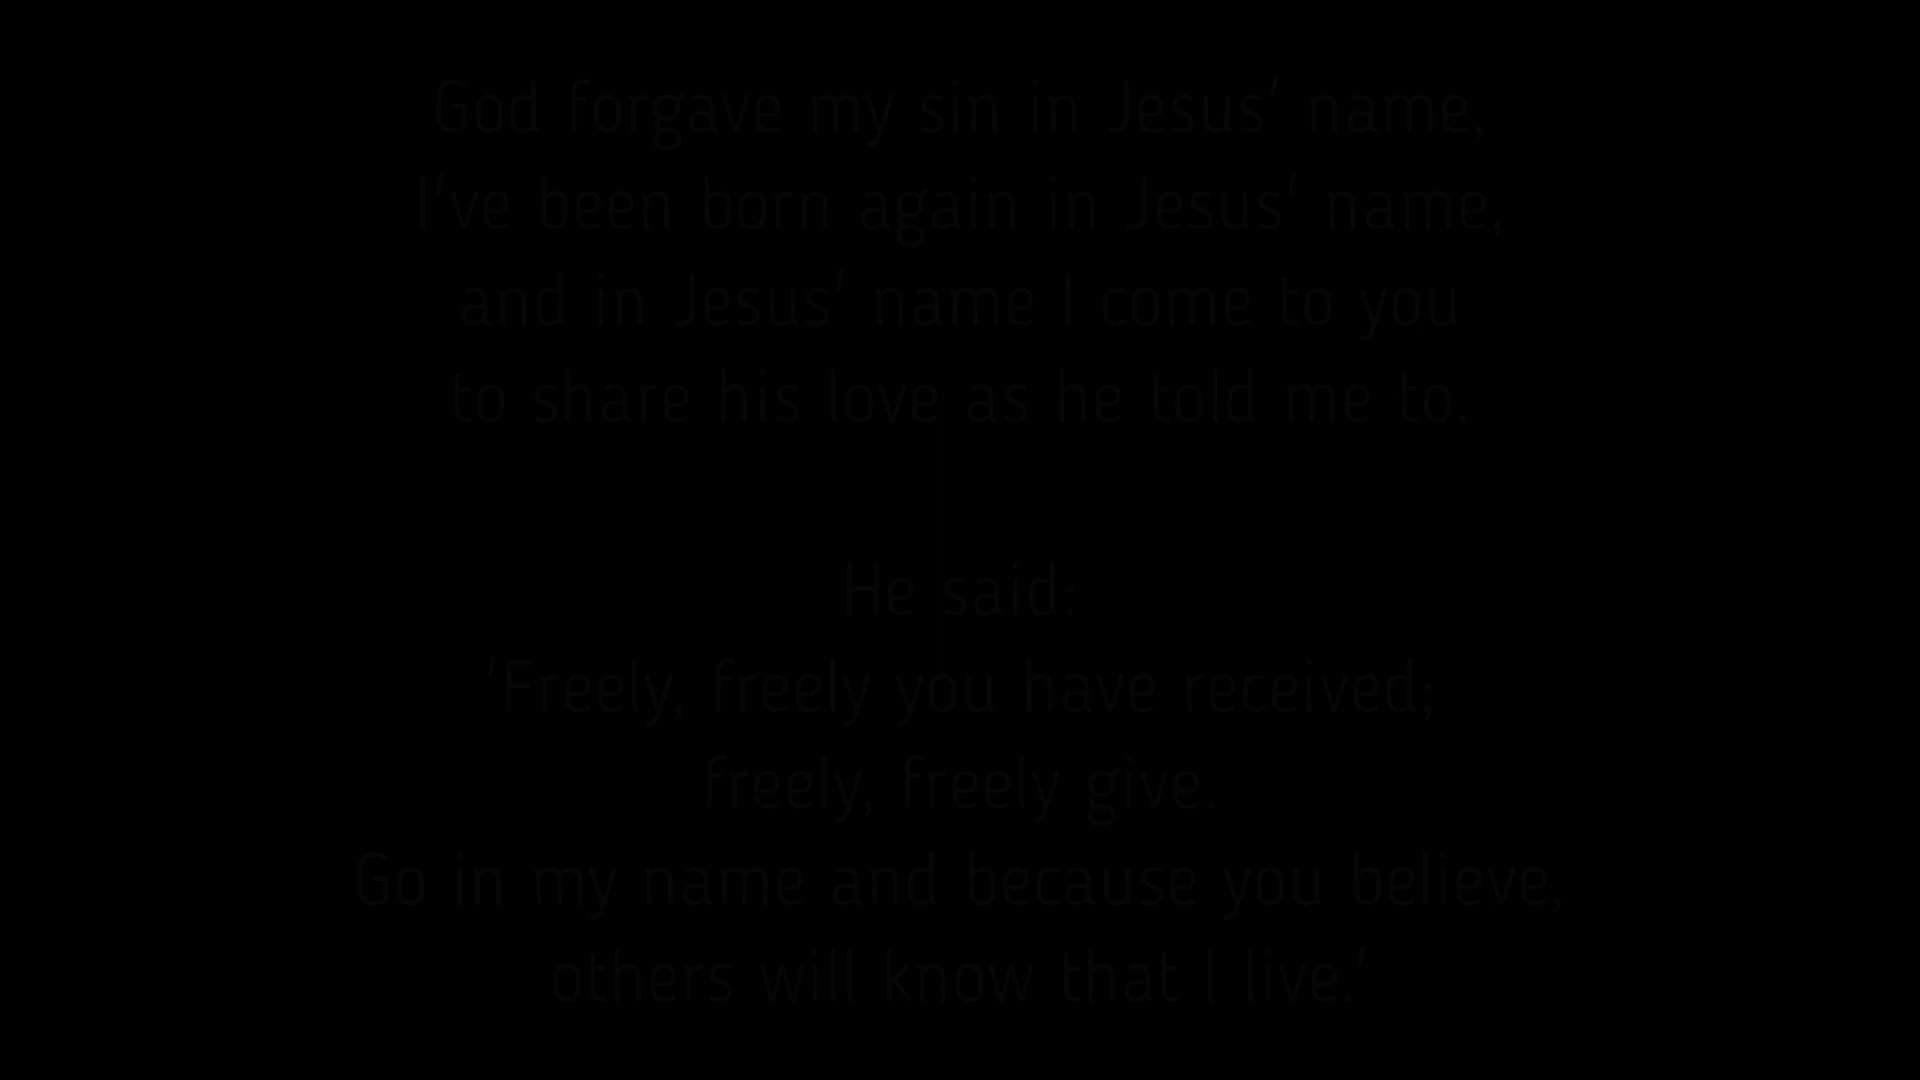 God forgave my sin in Jesus' name,
I've been born again in Jesus' name,
and in Jesus' name I come to you
to share his love as he told me to.
He said:
'Freely, freely you have received;
freely, freely give.
Go in my name and because you believe,
others will know that I live.'